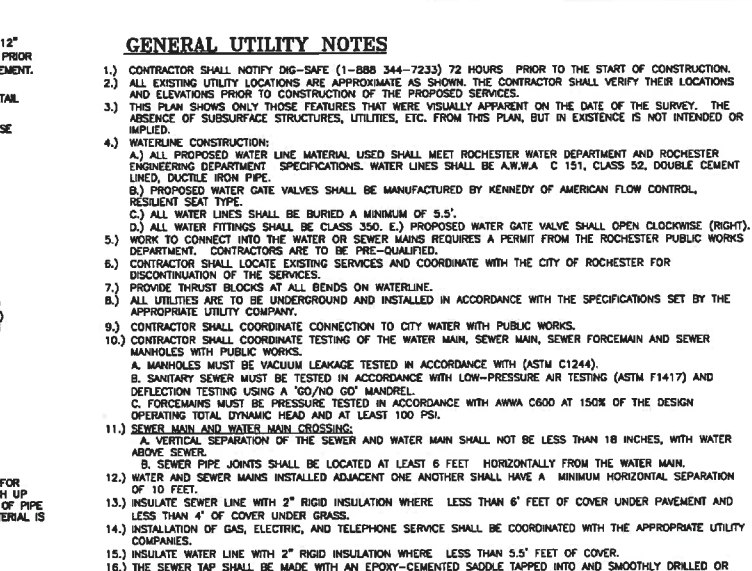 12"
PRIOR
EMENT.
TAIL
SE
)
FOR
H UP
OF PIPE
TERIAL IS
GENERAL UTILITY NOTES
1.) CONTRACTOR SHALL NOTIFY DIG-SAFE (1-888 344-7233) 72 HOURS PRIOR TO THE START OF CONSTRUCTION.
2.) ALL EXISTING UTILITY LOCATIONS ARE APPROXIMATE AS SHOWN. THE CONTRACTOR SHALL VERIFY THEIR LOCATIONS
AND ELEVATIONS PRIOR TO CONSTRUCTION OF THE PROPOSED SERVICES.
3.) THIS PLAN SHOWS ONLY THOSE FEATURES THAT WERE VISUALLY APPARENT ON THE DATE OF THE SURVEY. THE
ABSENCE OF SUBSURFACE STRUCTURES, UTILITIES, ETC. FROM THIS PLAN, BUT IN EXISTENCE IS NOT INTENDED OR
IMPLIED.
4.) WATERLINE CONSTRUCTION:
A.) ALL PROPOSED WATER LINE MATERIAL USED SHALL MEET ROCHESTER WATER DEPARTMENT AND ROCHESTER
ENGINEERING DEPARTMENT SPECIFICATIONS. WATER LINES SHALL BE A.W.W.A C 151, CLASS 52, DOUBLE CEMENT
LINED, DUCTILE IRON PIPE.
B.) PROPOSED WATER GATE VALVES SHALL BE MANUFACTURED BY KENNEDY OF AMERICAN FLOW CONTROL,
RESILIENT SEAT TYPE.
C.) ALL WATER LINES SHALL BE BURIED A MINIMUM OF 5.5'.
D.) ALL WATER FITTINGS SHALL BE CLASS 350. E.) PROPOSED WATER GATE VALVE SHALL OPEN CLOCKWISE (RIGHT).
5.) WORK TO CONNECT INTO THE WATER OR SEWER MAINS REQUIRES A PERMIT FROM THE ROCHESTER PUBLIC WORKS
DEPARTMENT. CONTRACTORS ARE TO BE PRE-QUALIFIED.
6.) CONTRACTOR SHALL LOCATE EXISTING SERVICES AND COORDINATE WITH THE CITY OF ROCHESTER FOR
DISCONTINUATION OF THE SERVICES.
7.) PROVIDE THRUST BLOCKS AT ALL BENDS ON WATERLINE.
8.) ALL UTILITIES ARE TO BE UNDERGROUND AND INSTALLED IN ACCORDANCE WITH THE SPECIFICATIONS SET BY THE
APPROPRIATE UTILITY COMPANY.
9.) CONTRACTOR SHALL COORDINATE CONNECTION TO CITY WATER WITH PUBLIC WORKS.
10.) CONTRACTOR SHALL COORDINATE TESTING OF THE WATER MAIN, SEWER MAIN, SEWER FORCEMAIN AND SEWER
MANHOLES WITH PUBLIC WORKS.
A. MANHOLES MUST BE VACUUM LEAKAGE TESTED IN ACCORDANCE WITH (ASTM C1244).
B. SANITARY SEWER MUST BE TESTED IN ACCORDANCE WITH LOW-PRESSURE AIR TESTING (ASTM F1417) AND
DEFLECTION TESTING USING A 'GO/NO GO' MANDREL.
C. FORCEMAINS MUST BE PRESSURE TESTED IN ACCORDANCE WITH AWWA C600 AT 150% OF THE DESIGN
OPERATING TOTAL DYNAMIC HEAD AND AT LEAST 100 PSI.
11.) SEWER MAIN AND WATER MAIN CROSSING:
A. VERTICAL SEPARATION OF THE SEWER AND WATER MAIN SHALL NOT BE LESS THAN 18 INCHES, WITH WATER
ABOVE SEWER.
B. SEWER PIPE JOINTS SHALL BE LOCATED AT LEAST 6 FEET HORIZONTALLY FROM THE WATER MAIN.
12.) WATER AND SEWER MAINS INSTALLED ADJACENT ONE ANOTHER SHALL HAVE A MINIMUM HORIZONTAL SEPARATION
OF 10 FEET.
13.) INSULATE SEWER LINE WITH 2" RIGID INSULATION WHERE LESS THAN 6' FEET OF COVER UNDER PAVEMENT AND
LESS THAN 4' OF COVER UNDER GRASS.
14.) INSTALLATION OF GAS, ELECTRIC, AND TELEPHONE SERVICE SHALL BE COORDINATED WITH THE APPROPRIATE UTILITY
COMPANIES.
15.) INSULATE WATER LINE WITH 2" RIGID INSULATION WHERE LESS THAN 5.5' FEET OF COVER.
16.) THE SEWER TAP SHALL BE MADE WITH AN EPOXY-CEMENTED SADDLE TAPPED INTO AND SMOOTHLY DRILLED OR